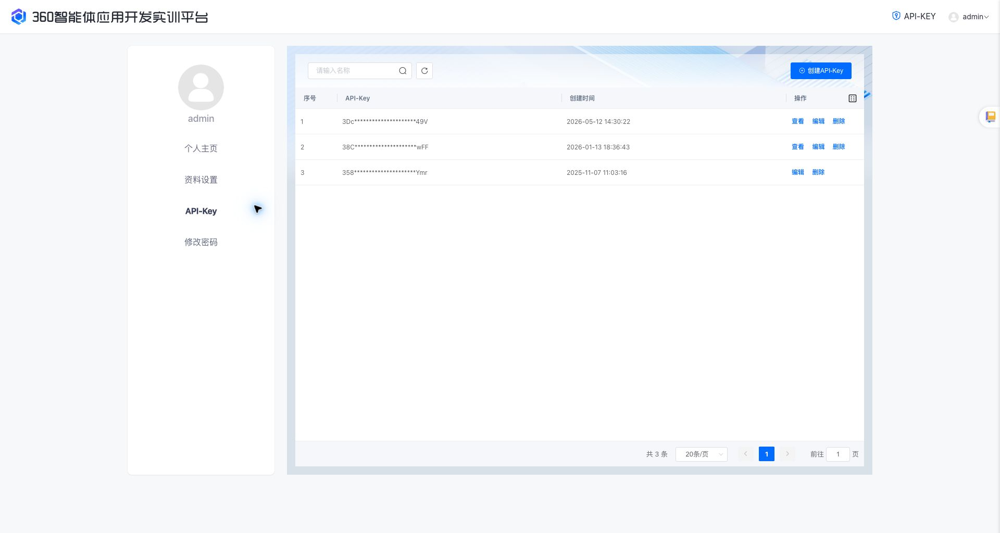 360智能体应用开发实训平台
API-KEY
admin
admin
个人主页
资料设置
API-Key
修改密码
请输入名称
创建API-Key
序号 API-Key 创建时间 操作
1 3Dc*********************49V 2026-05-12 14:30:22 查看 编辑 删除
2 38C*********************wFF 2026-01-13 18:36:43 查看 编辑 删除
3 358*********************Ymr 2025-11-07 11:03:16 编辑 删除
共 3 条 20条/页 1 前往 1 页